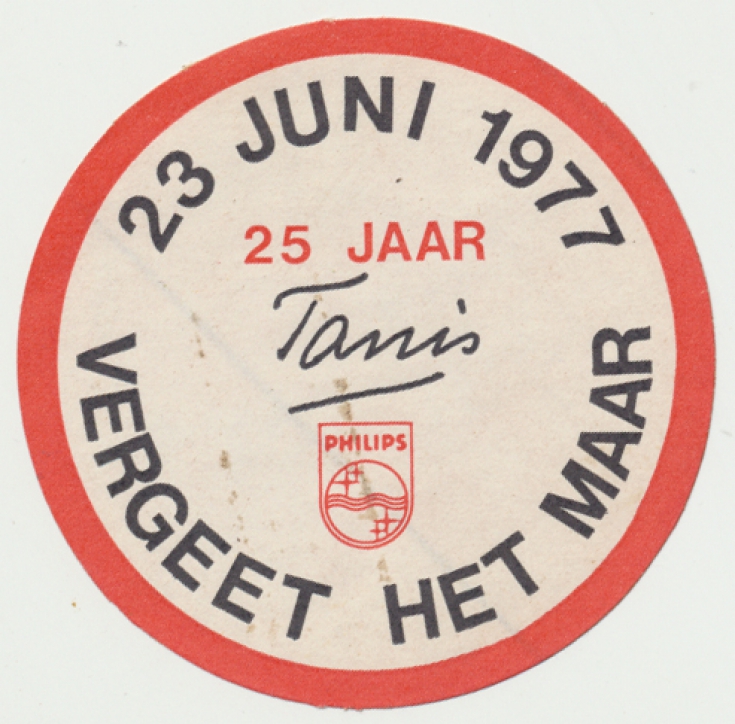 23 JUNI 1977
25 JAAR
Tanis
PHILIPS
VERGEET HET MAAR